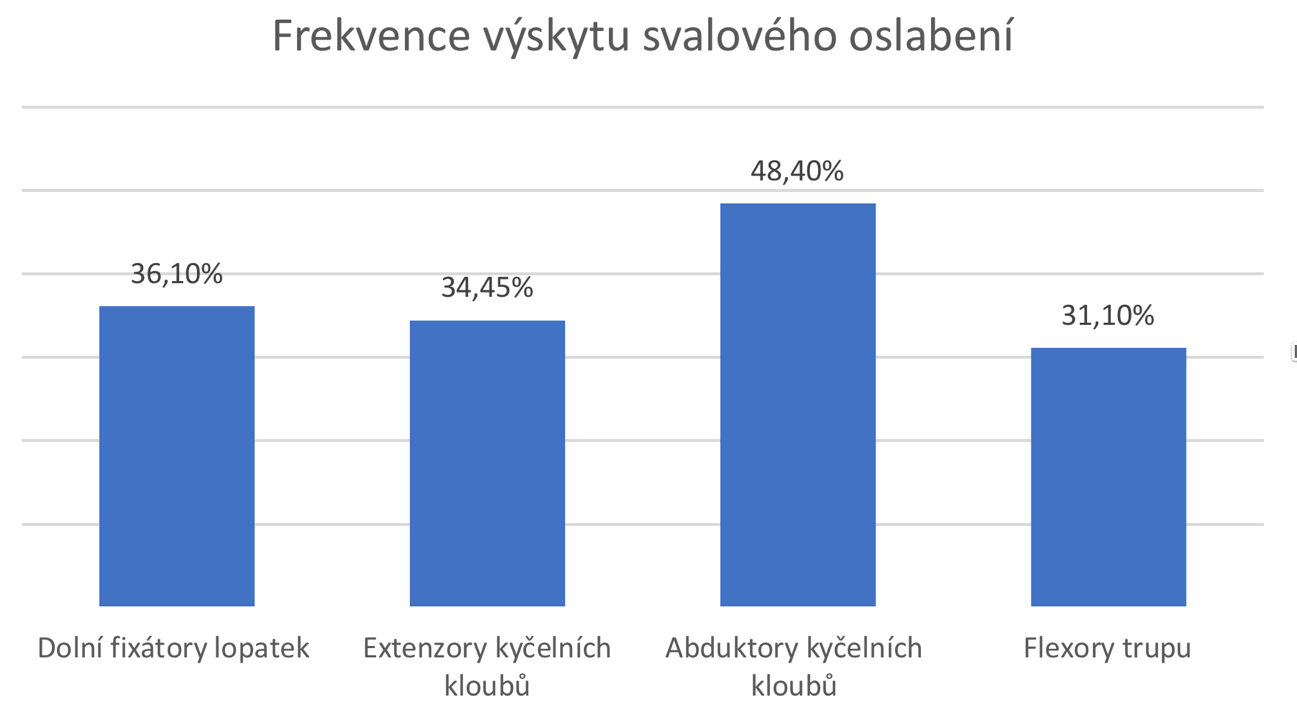 Frekvence výskytu svalového oslabení
48,40%
36,10%
34,45%
31,10%
Dolní fixátory lopatek
Extenzory kyčelních
kloubů
Abduktory kyčelních
kloubů
Flexory trupu